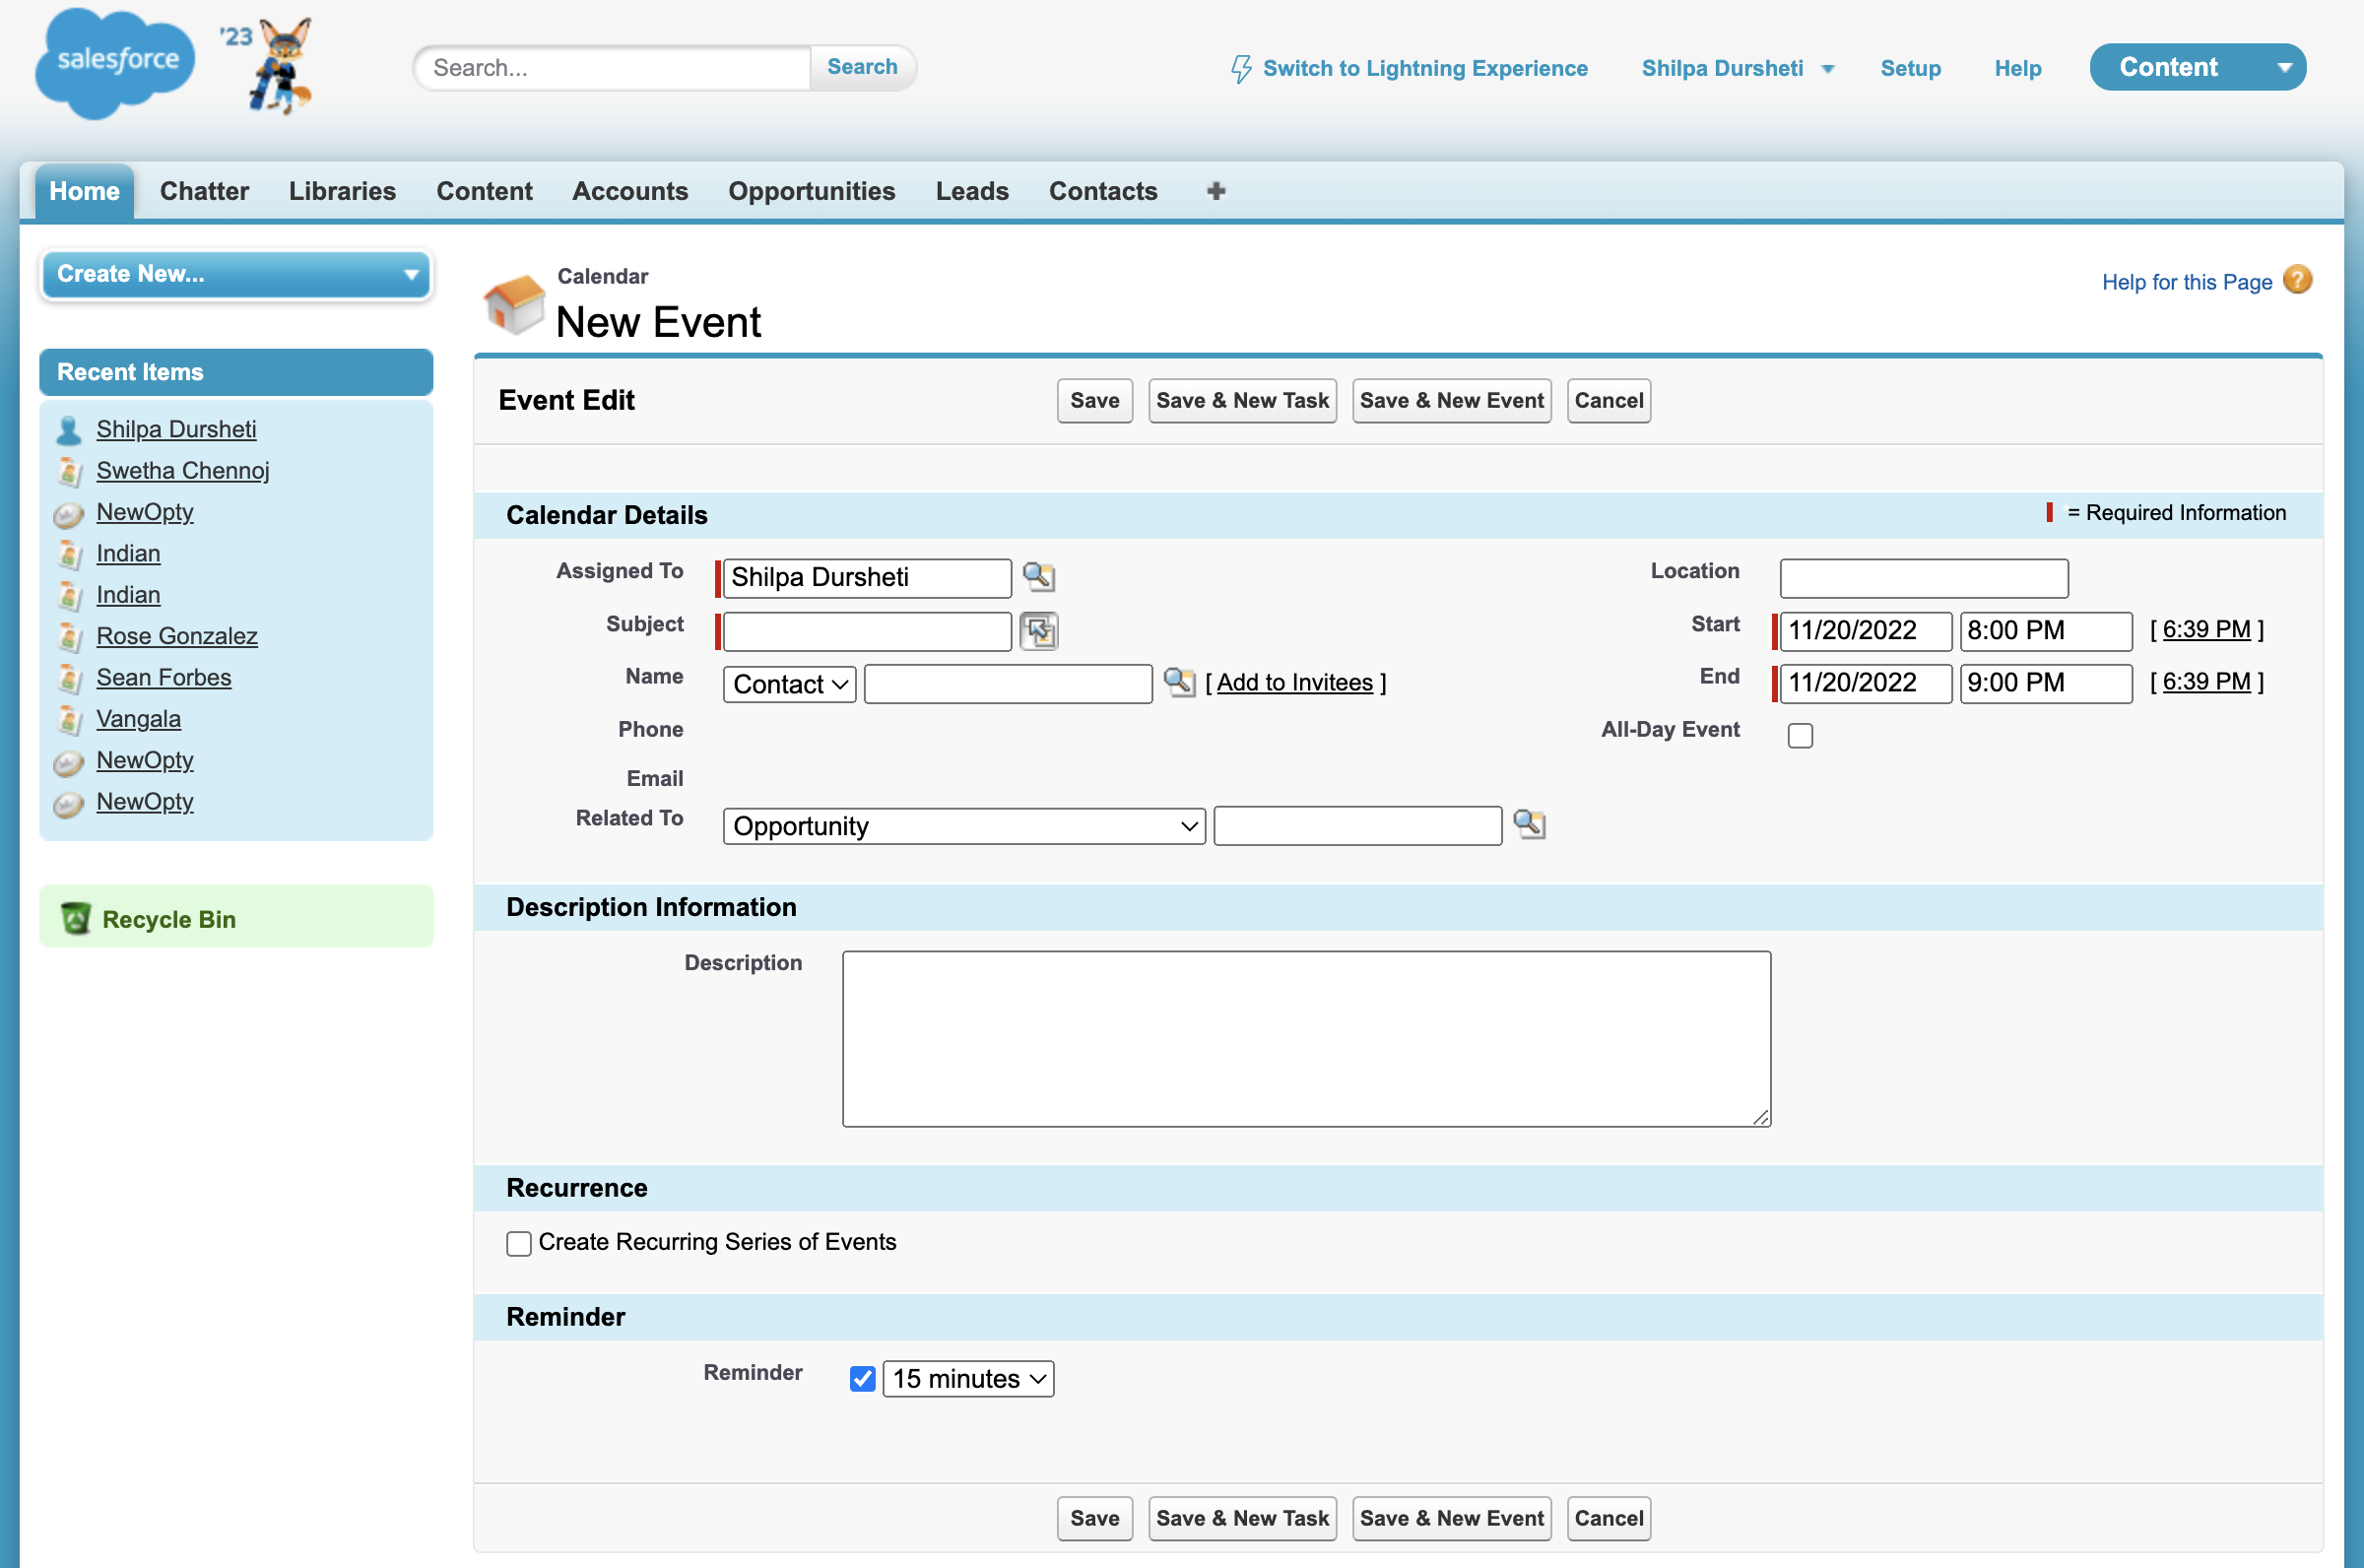 salesforce
'23
Search...
Search
Switch to Lightning Experience
Shilpa Dursheti
Setup
Help
Content
Home
Chatter
Libraries
Content
Accounts
Opportunities
Leads
Contacts
+
Create New...
Recent Items
Shilpa Dursheti
Swetha Chennoj
NewOpty
Indian
Indian
Rose Gonzalez
Sean Forbes
Vangala
NewOpty
NewOpty
Recycle Bin
Calendar
New Event
Help for this Page ?
Event Edit
Save
Save & New Task
Save & New Event
Cancel
Calendar Details
= Required Information
Assigned To
Shilpa Dursheti
Location
Subject
Start
11/20/2022
8:00 PM
[ 6:39 PM ]
Name
Contact
[ Add to Invitees ]
End
11/20/2022
9:00 PM
[ 6:39 PM ]
Phone
All-Day Event
Email
Related To
Opportunity
Description Information
Description
Recurrence
Create Recurring Series of Events
Reminder
Reminder
15 minutes
Save
Save & New Task
Save & New Event
Cancel